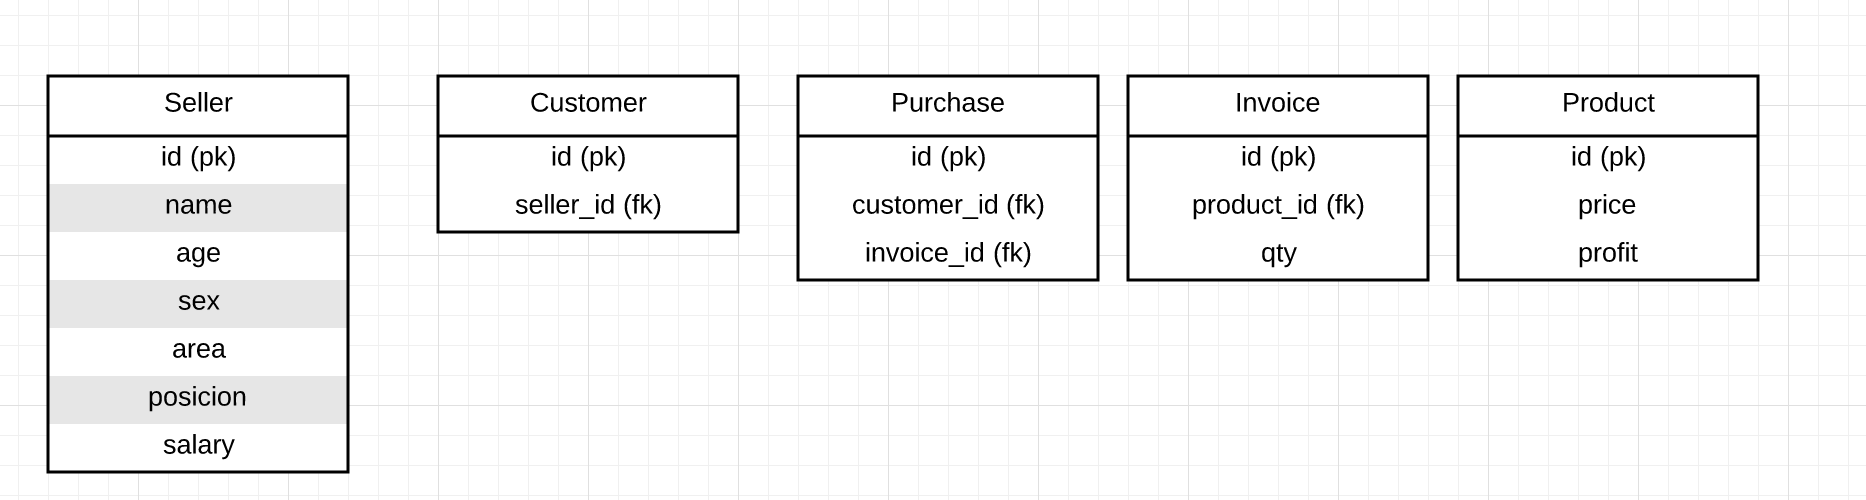 Seller
id (pk)
name
age
sex
area
posicion
salary
Customer
id (pk)
seller_id (fk)
Purchase
id (pk)
customer_id (fk)
invoice_id (fk)
Invoice
id (pk)
product_id (fk)
qty
Product
id (pk)
price
profit